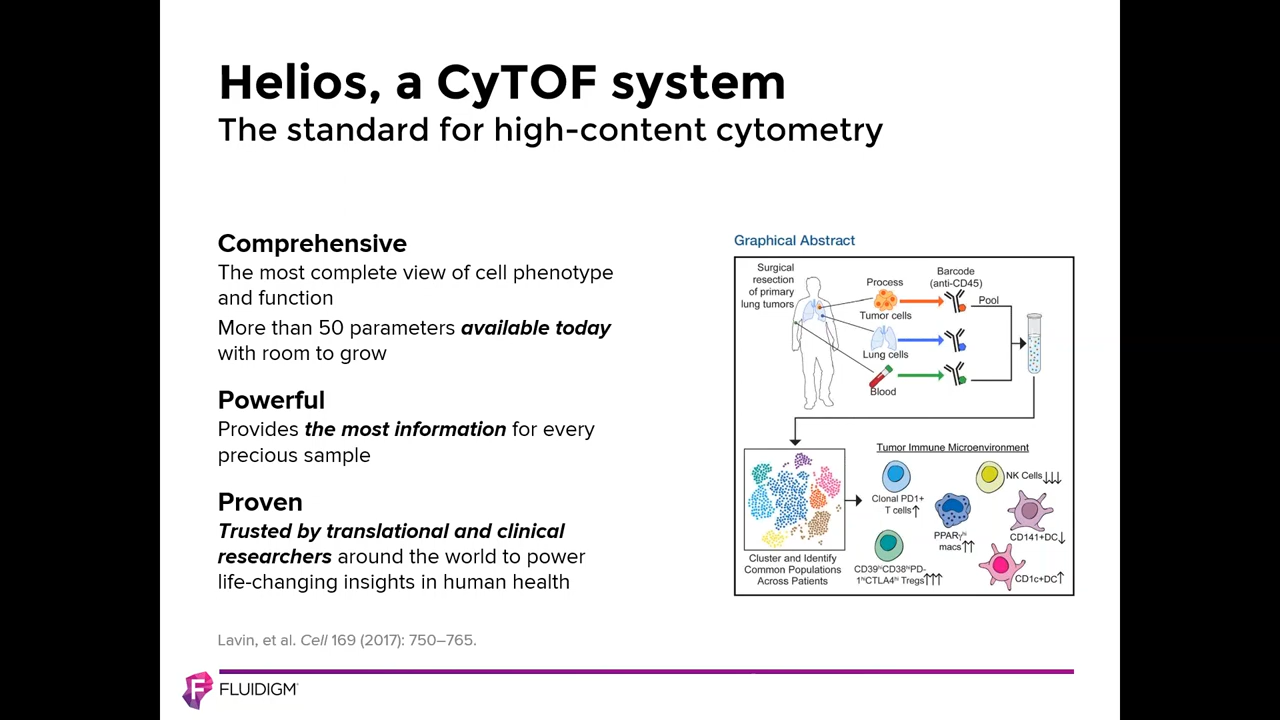 Helios, a CyTOF system
The standard for high-content cytometry
Comprehensive
The most complete view of cell phenotype
and function
More than 50 parameters available today
with room to grow
Powerful
Provides the most information for every
precious sample
Proven
Trusted by translational and clinical
researchers around the world to power
life-changing insights in human health
Graphical Abstract
Surgical
resection
of primary
lung tumors
Process
Tumor cells
Lung cells
Blood
Barcode
(anti-CD45)
Pool
Cluster and Identify
Common Populations
Across Patients
Tumor Immune Microenvironment
Clonal PD1+
T cells↑
NK Cells↓↓↓
PPARγʰⁱ
macs↑↑
CD141+DC↓
CD39ʰⁱCD38ʰⁱPD-
1ʰⁱCTLA4ʰⁱ Tregs↑↑↑
CD1c+DC↑
Lavin, et al. Cell 169 (2017): 750–765.
F FLUIDIGM